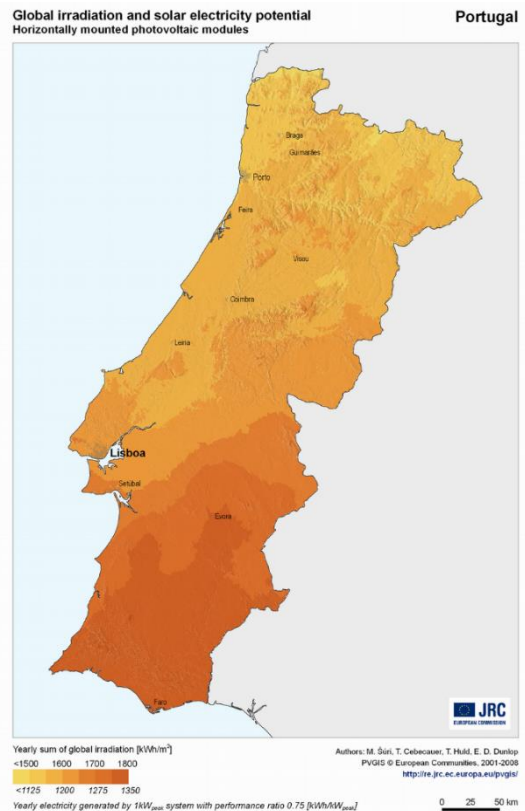 Global irradiation and solar electricity potential
Horizontally mounted photovoltaic modules
Portugal
Braga
Guimarães
Porto
Feira
Viseu
Coimbra
Leiria
Lisboa
Setúbal
Evora
Faro
JRC
EUROPEAN COMMISSION
Yearly sum of global irradiation [kWh/m²]
<1500 1600 1700 1800
<1125 1200 1275 1350
Yearly electricity generated by 1kWpeak system with performance ratio 0.75 [kWh/kWpeak]
Authors: M. Šúri, T. Cebecauer, T. Huld, E. D. Dunlop
PVGIS © European Communities, 2001-2008
http://re.jrc.ec.europa.eu/pvgis/
0 25 50 km